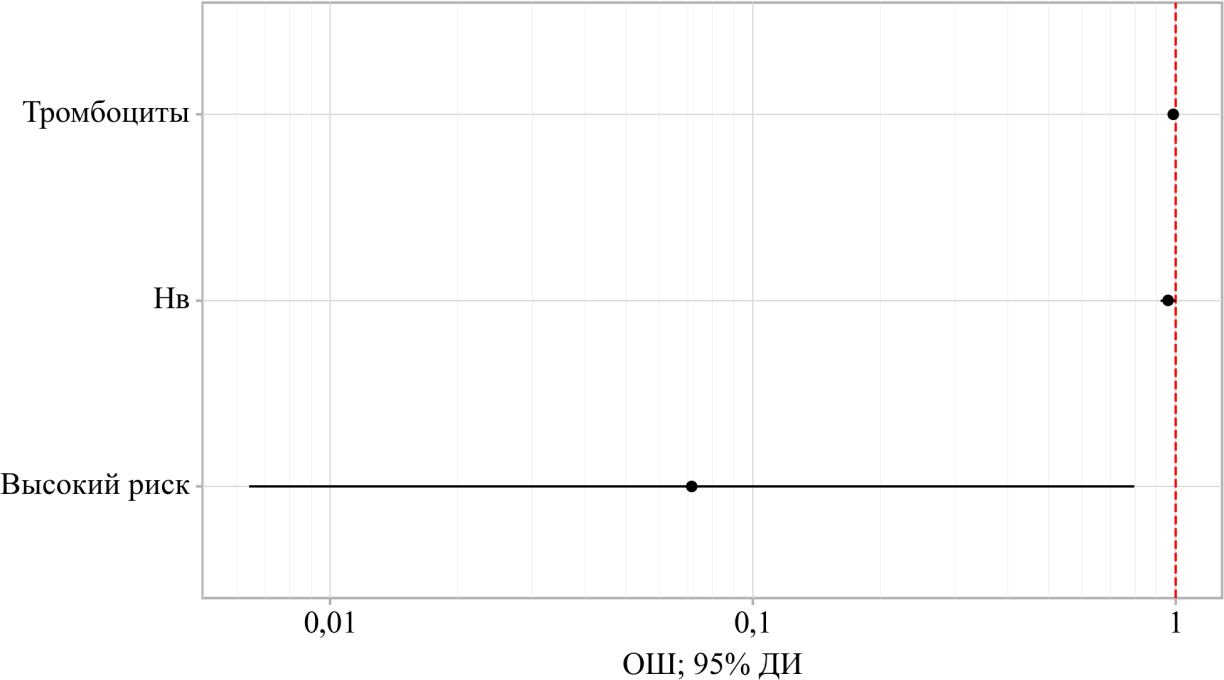 Тромбоциты
Нв
Высокий риск
0,01 0,1 1
ОШ; 95% ДИ